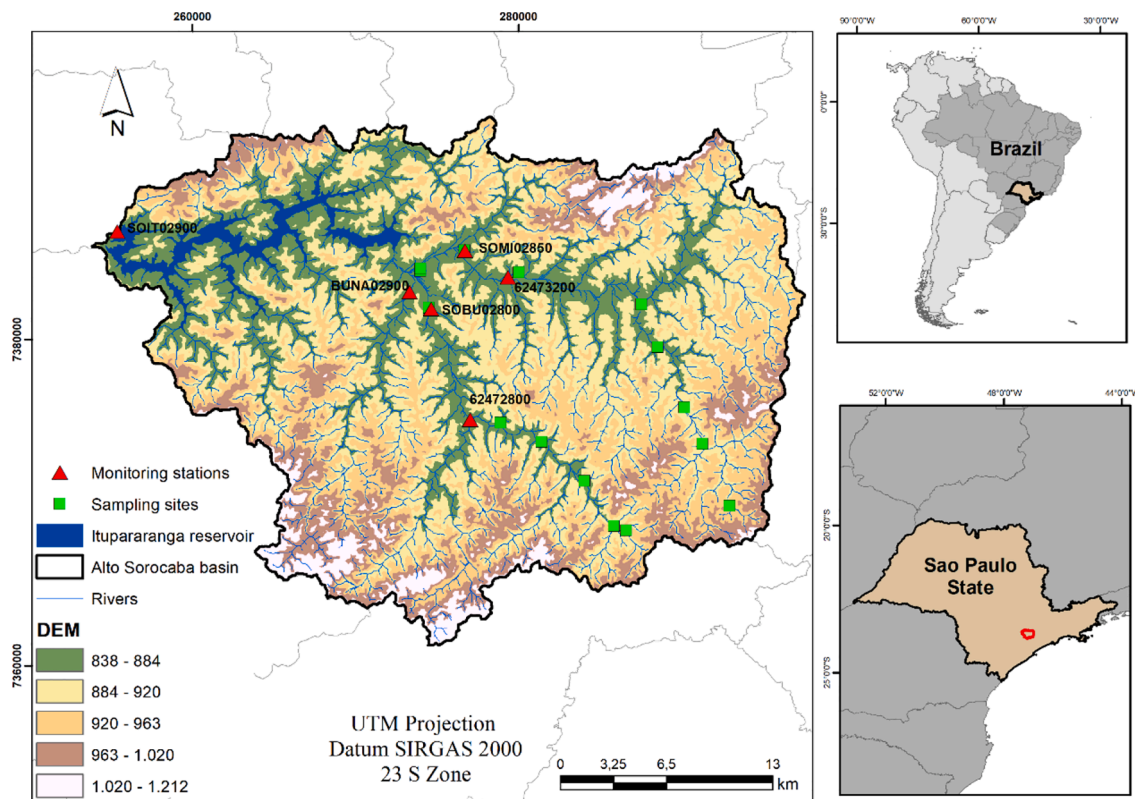 260000
280000
7380000
7360000
N
SOIT02900
SOMI02850
62473200
BUNA02900
SOBU02800
62472800
Monitoring stations
Sampling sites
Itupararanga reservoir
Alto Sorocaba basin
Rivers
DEM
838 - 884
884 - 920
920 - 963
963 - 1.020
1.020 - 1.212
UTM Projection
Datum SIRGAS 2000
23 S Zone
0
3,25
6,5
13
km
90°0'0"W
60°0'0"W
30°0'0"W
0°0'0"
30°0'0"S
Brazil
52°0'0"W
48°0'0"W
44°0'0"W
20°0'0"S
25°0'0"S
Sao Paulo
State